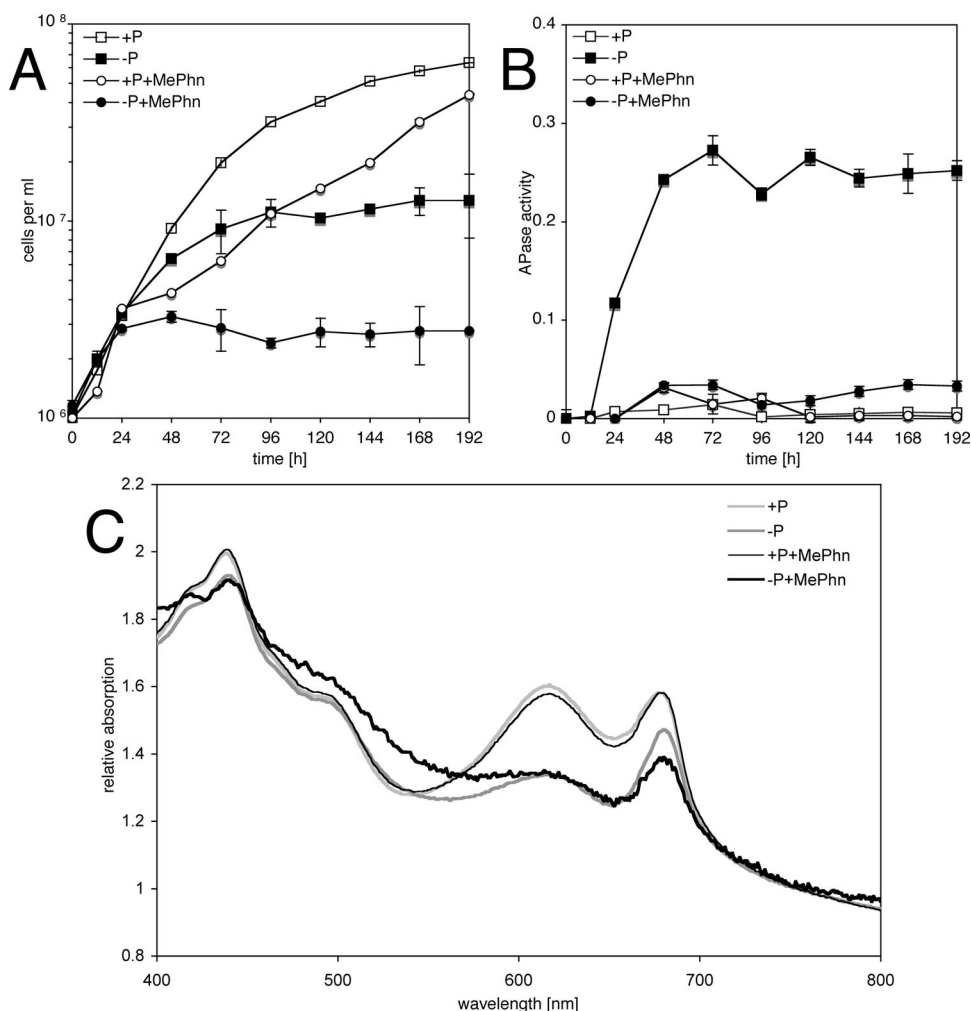 A
cells per ml
10 8
10 7
10 6
+P
-P
+P+MePhn
-P+MePhn
0 24 48 72 96 120 144 168 192
time [h]
B
APase activity
0.4
0.3
0.2
0.1
0
+P
-P
+P+MePhn
-P+MePhn
0 24 48 72 96 120 144 168 192
time [h]
C
relative absorption
2.2
2
1.8
1.6
1.4
1.2
1
0.8
+P
-P
+P+MePhn
-P+MePhn
400 500 600 700 800
wavelength [nm]